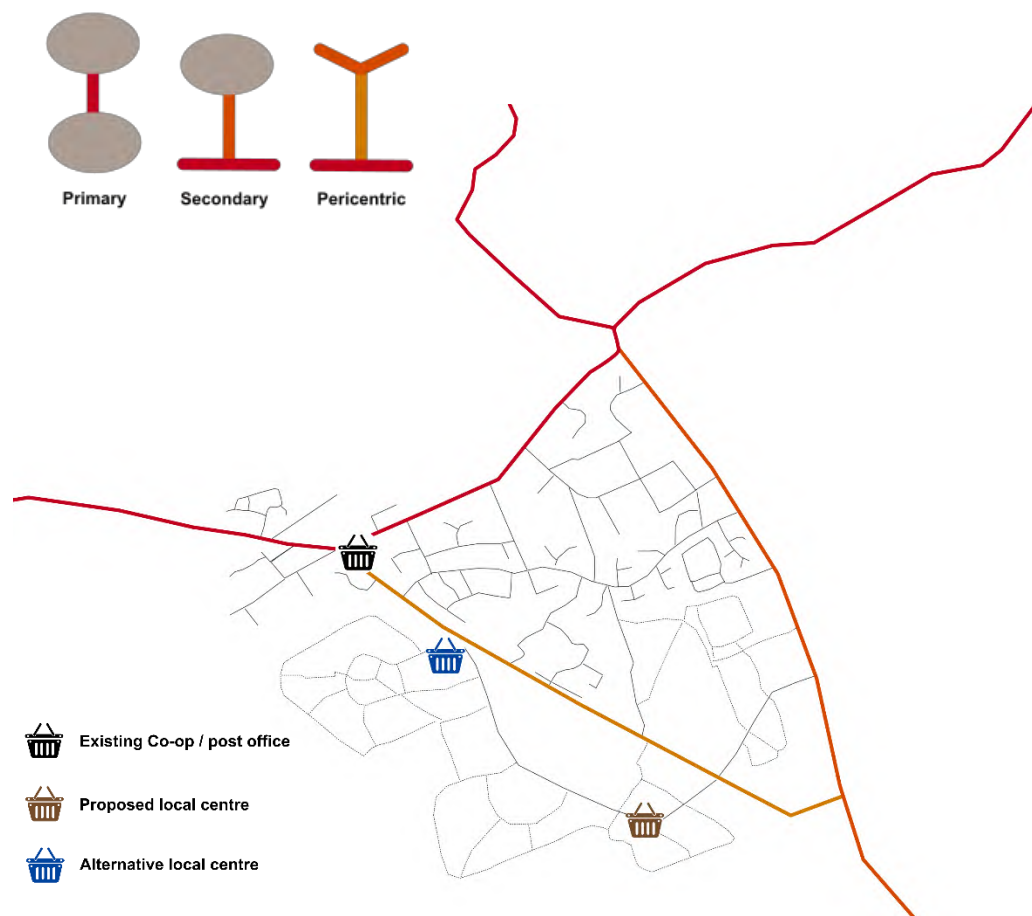 Primary
Secondary
Pericentric
Existing Co-op / post office
Proposed local centre
Alternative local centre